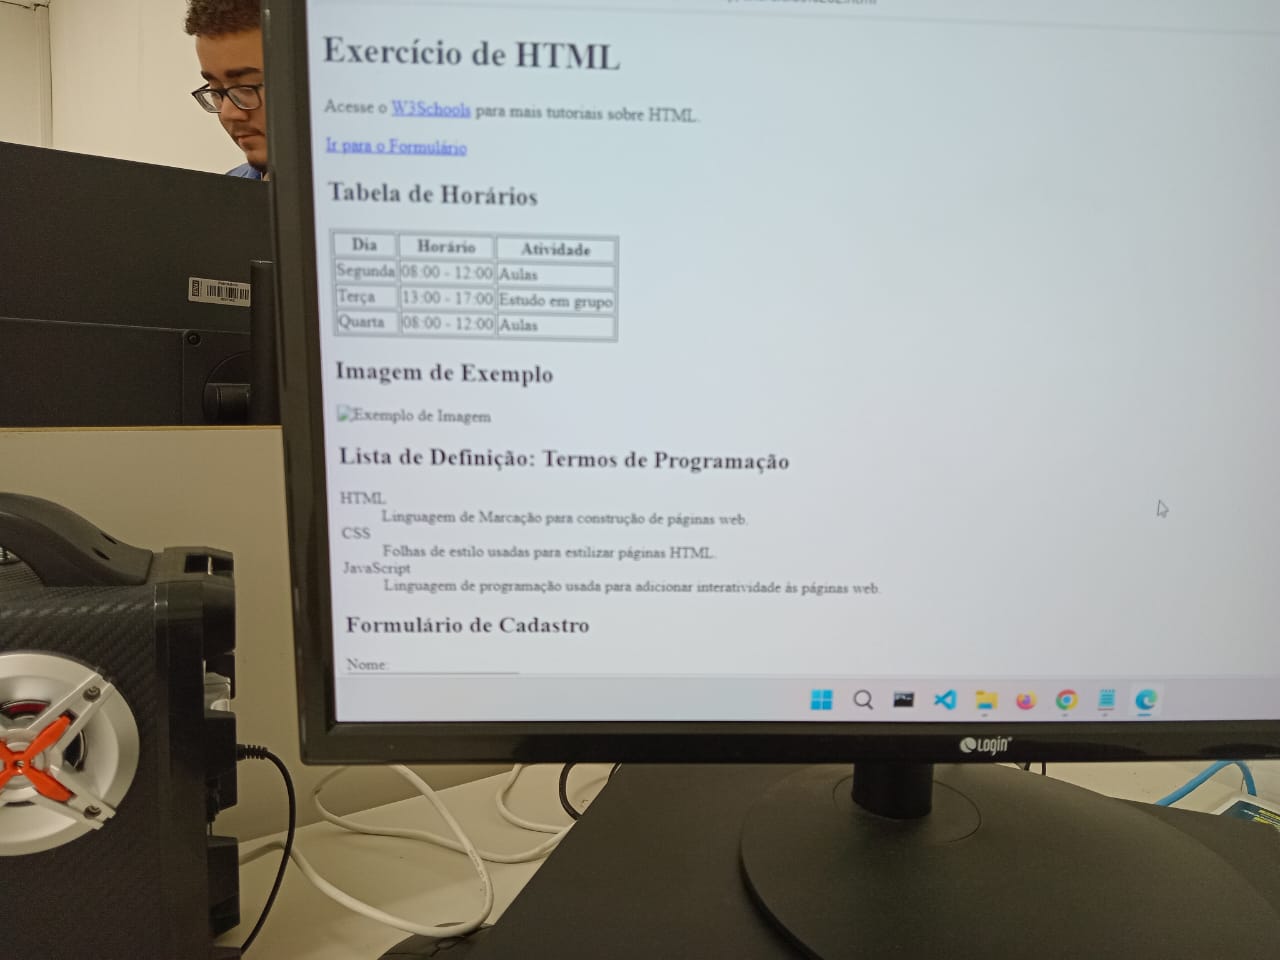 Exercício de HTML
Acesse o W3Schools para mais tutoriais sobre HTML.
Ir para o Formulário
Tabela de Horários
Dia Horário Atividade
Segunda 08:00 - 12:00 Aulas
Terça 13:00 - 17:00 Estudo em grupo
Quarta 08:00 - 12:00 Aulas
Imagem de Exemplo
Exemplo de Imagem
Lista de Definição: Termos de Programação
HTML
Linguagem de Marcação para construção de páginas web.
CSS
Folhas de estilo usadas para estilizar páginas HTML.
JavaScript
Linguagem de programação usada para adicionar interatividade às páginas web.
Formulário de Cadastro
Nome:
Login